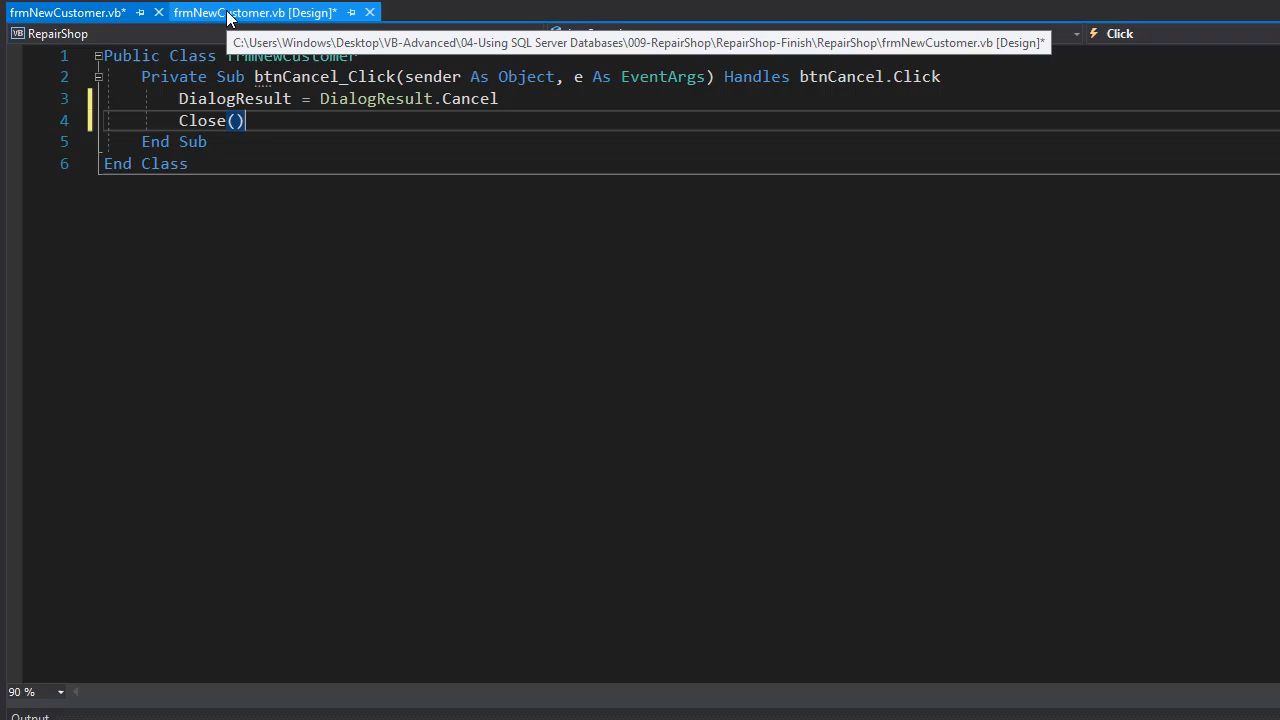 frmNewCustomer.vb*
frmNewCustomer.vb [Design]*
RepairShop
Click
C:\Users\Windows\Desktop\VB-Advanced\04-Using SQL Server Databases\009-RepairShop\RepairShop-Finish\RepairShop\frmNewCustomer.vb [Design]*
1 Public Class frmNewCustomer
2 Private Sub btnCancel_Click(sender As Object, e As EventArgs) Handles btnCancel.Click
3 DialogResult = DialogResult.Cancel
4 Close()
5 End Sub
6 End Class
90 %
Output